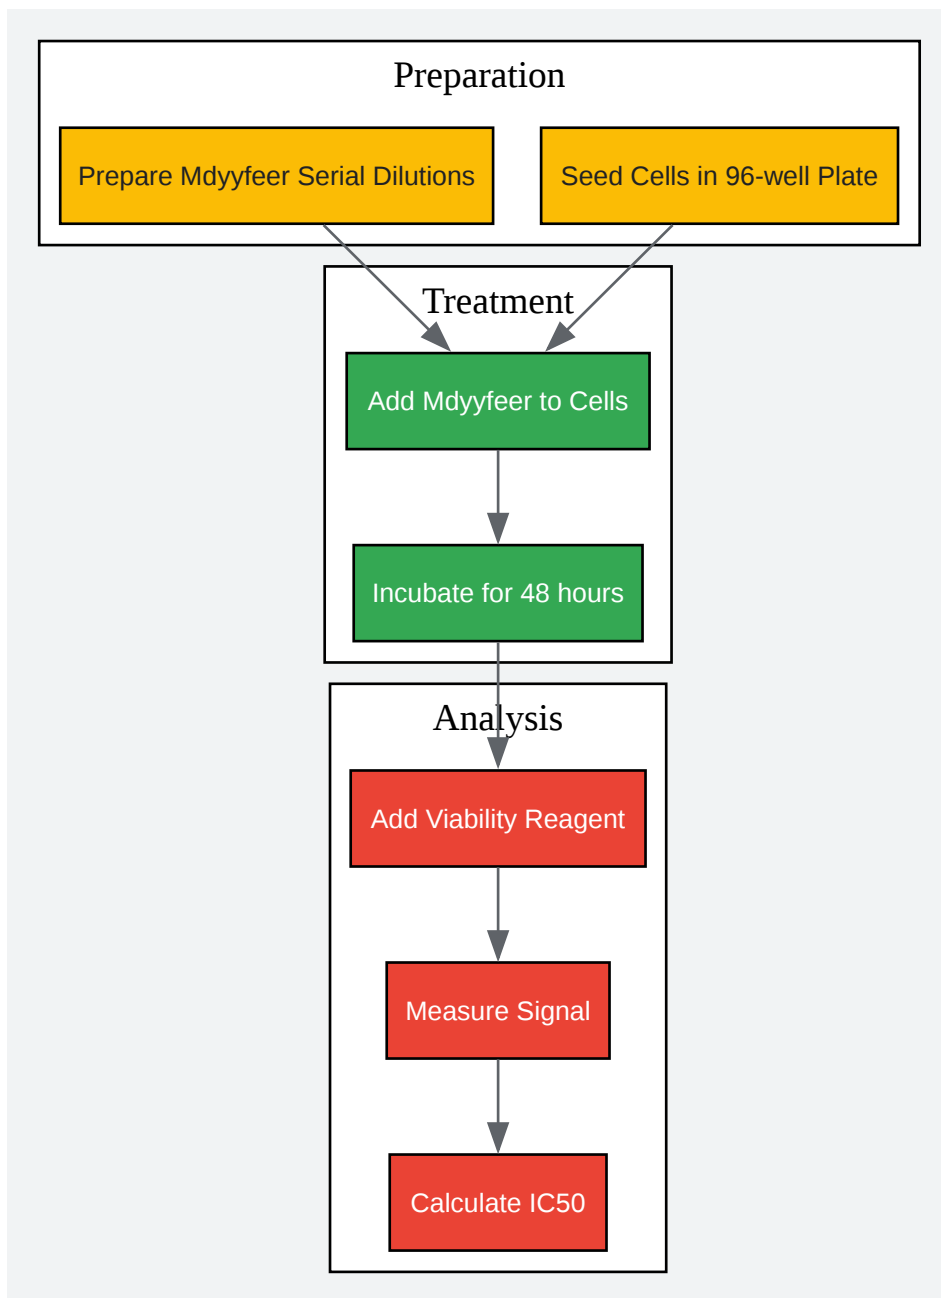 Preparation
Prepare Mdyyfeer Serial Dilutions
Seed Cells in 96-well Plate
Treatment
Add Mdyyfeer to Cells
Incubate for 48 hours
Analysis
Add Viability Reagent
Measure Signal
Calculate IC50